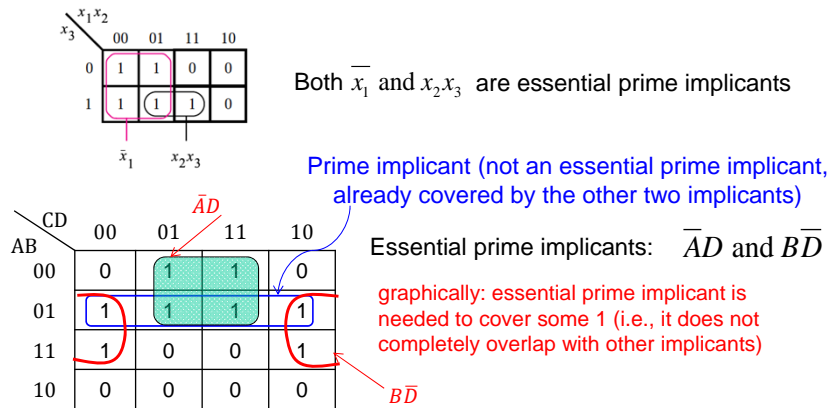 x₁x₂
x₃
00 01 11 10
0 1 1 0 0
1 1 1 1 0
x̄₁ x₂x₃
Both x̄₁ and x₂x₃ are essential prime implicants
Prime implicant (not an essential prime implicant,
already covered by the other two implicants)
ĀD
CD
AB
00 01 11 10
00 0 1 1 0
01 1 1 1 1
11 1 0 0 1
10 0 0 0 0
BD̄
Essential prime implicants: ĀD and BD̄
graphically: essential prime implicant is
needed to cover some 1 (i.e., it does not
completely overlap with other implicants)